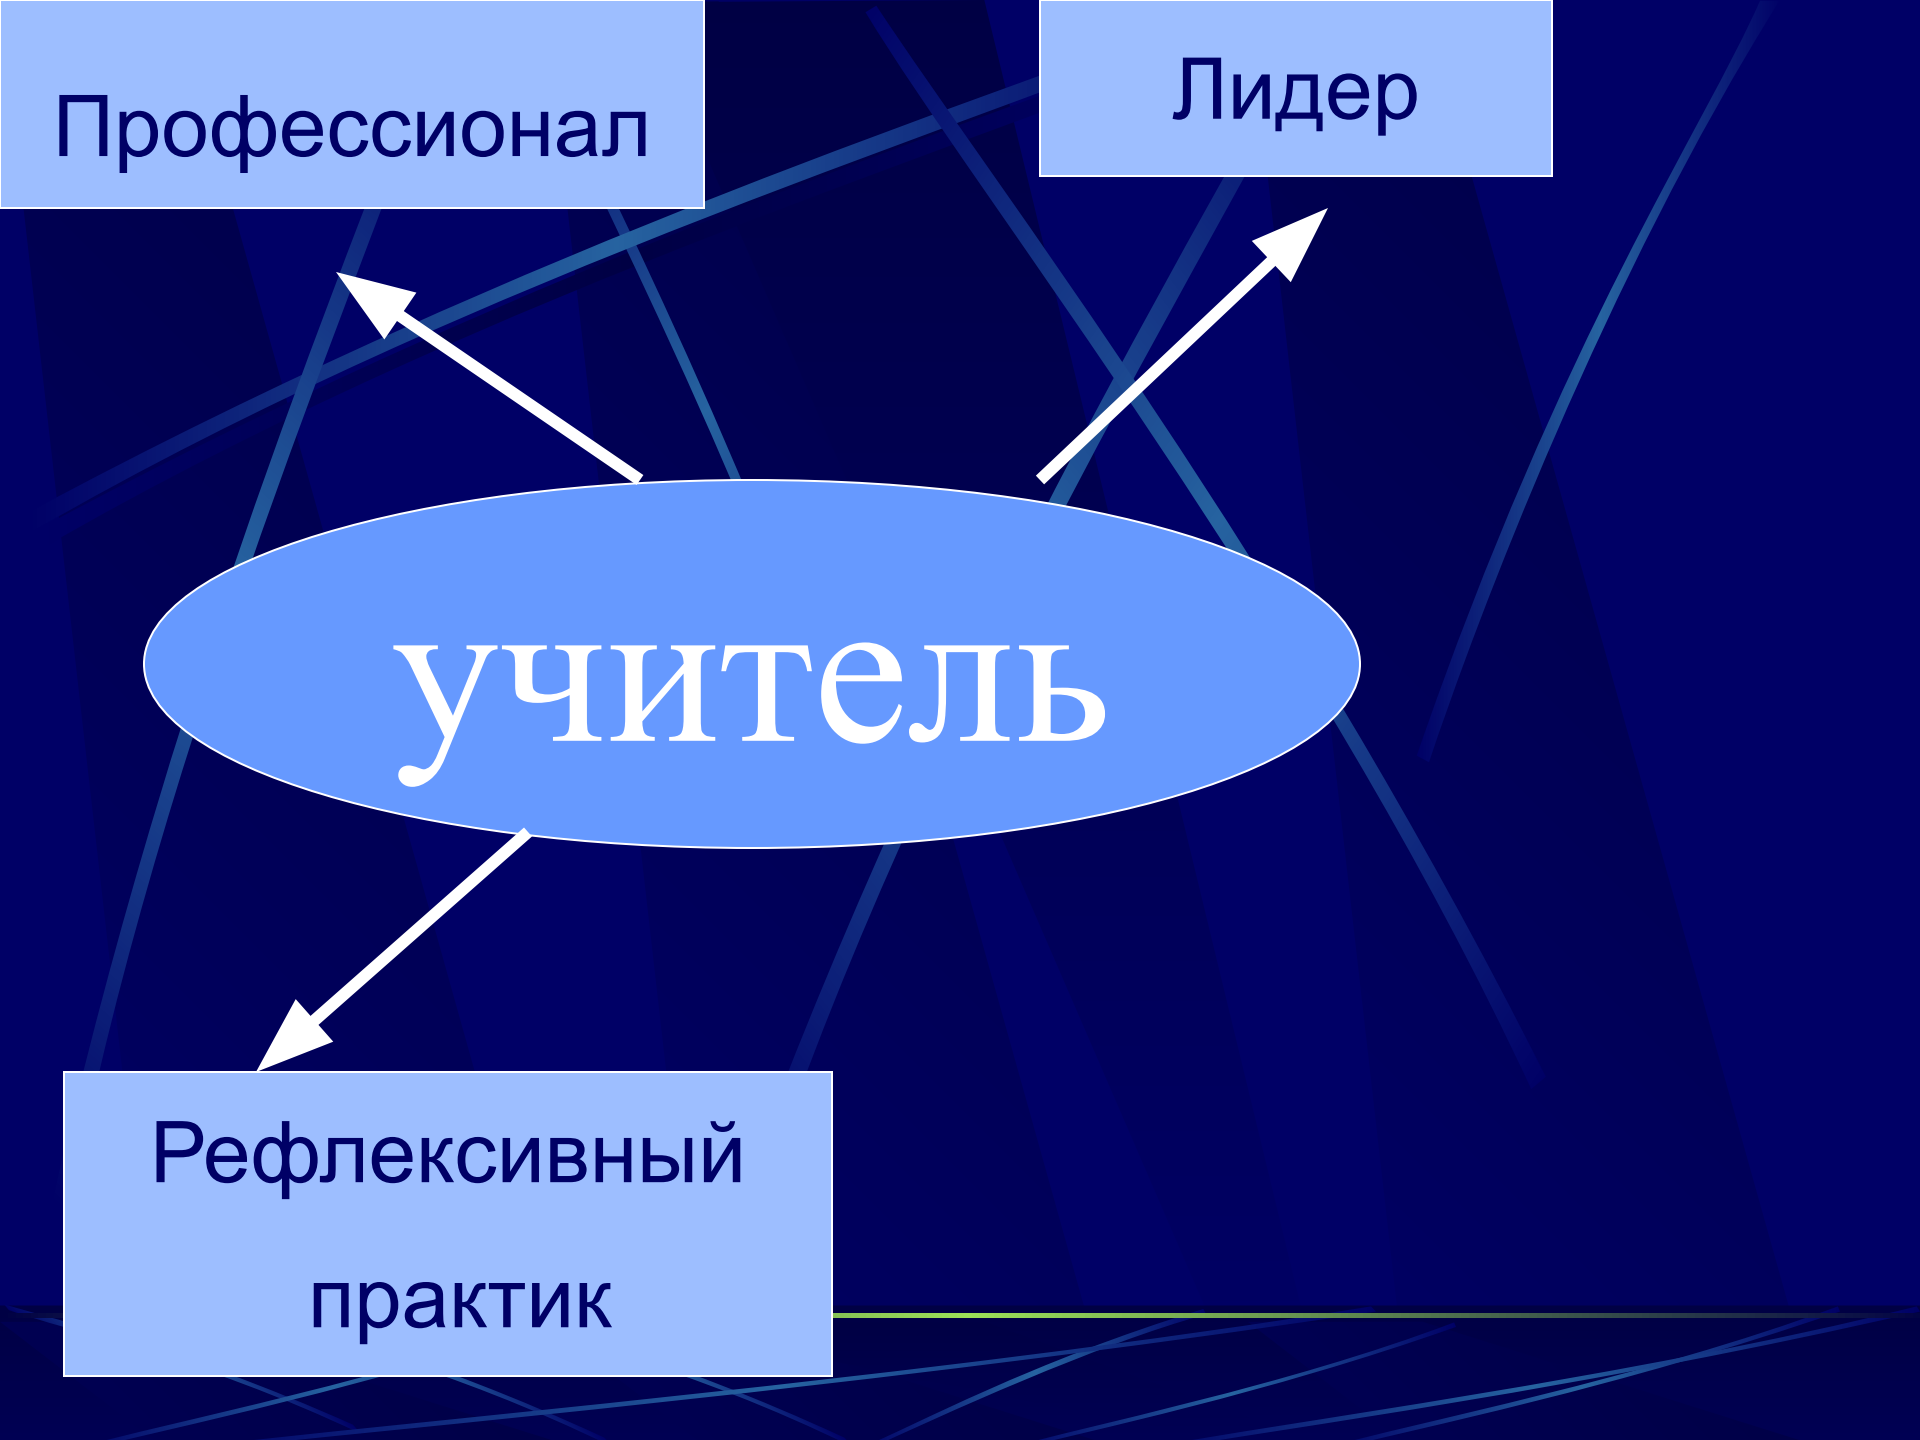 Профессионал
Лидер
учитель
Рефлексивный
практик